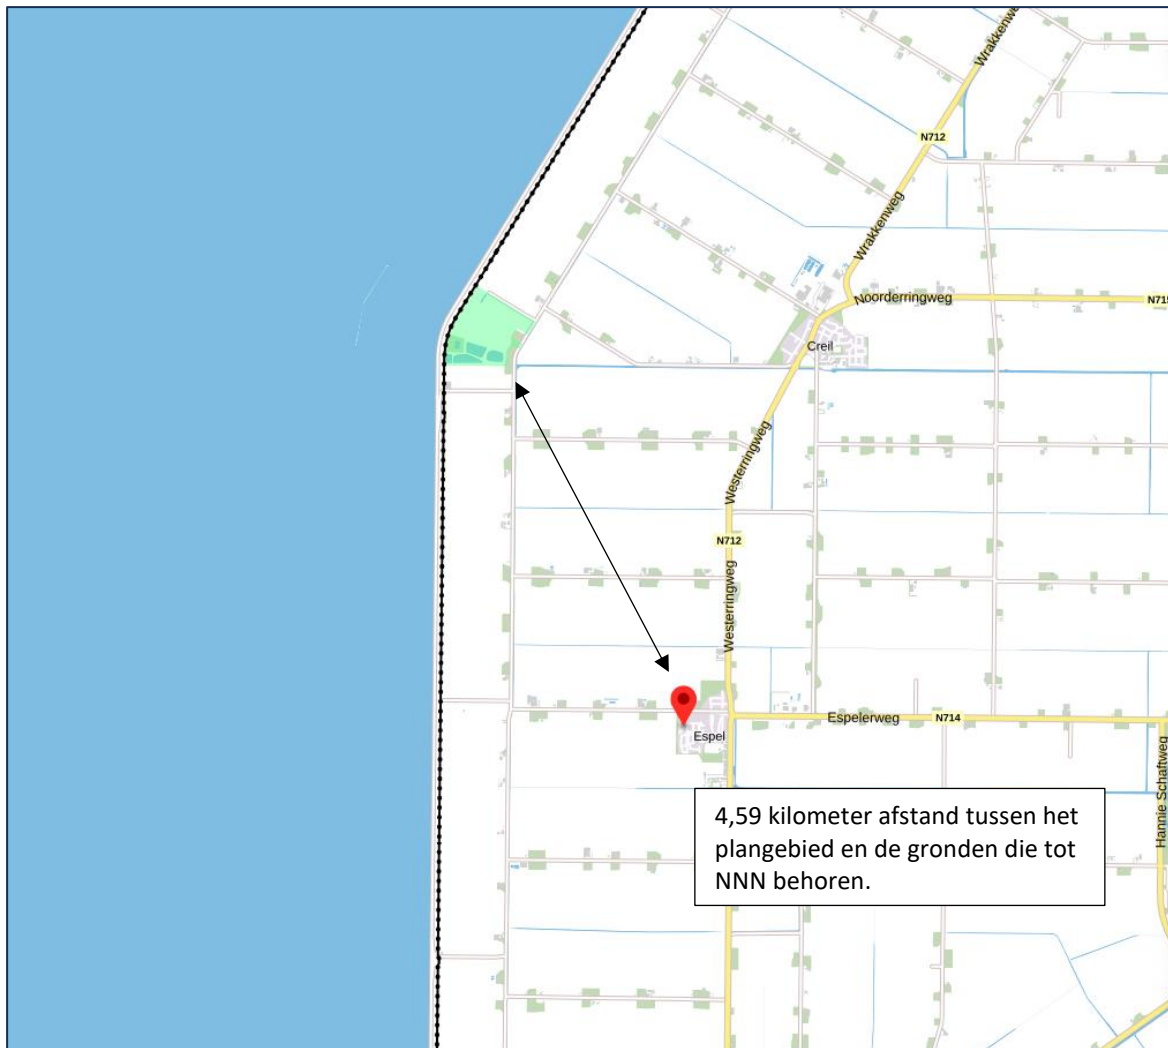 Wrakkenweg
N712
Wrakkenweg
Noorderringweg
N715
Creil
Westerringweg
N712
Westerringweg
Espelerweg
N714
Espel
Hannie Schaftweg
4,59 kilometer afstand tussen het
plangebied en de gronden die tot
NNN behoren.